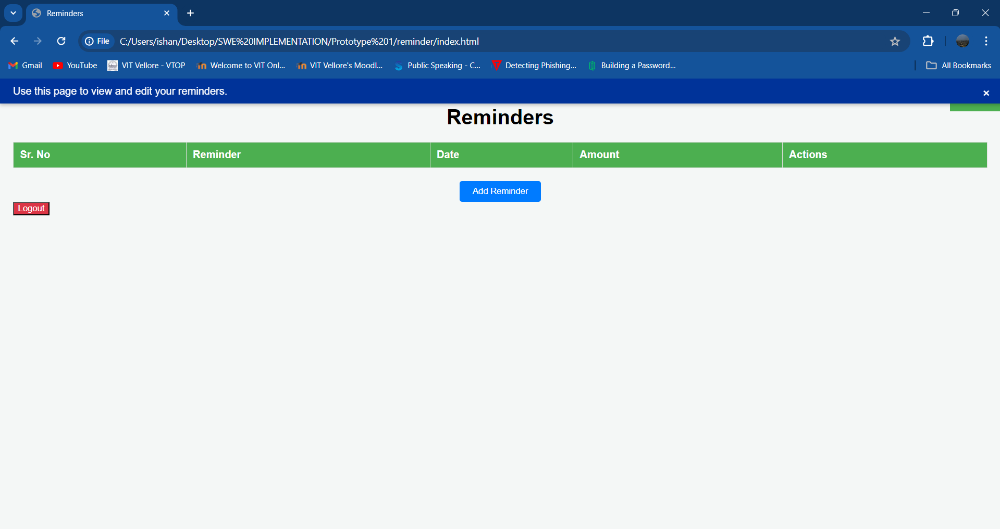 Reminders
File C:/Users/ishan/Desktop/SWE%20IMPLEMENTATION/Prototype%201/reminder/index.html
Gmail YouTube VIT Vellore - VTOP Welcome to VIT Onl... VIT Vellore's Moodl... Public Speaking - C... Detecting Phishing... Building a Password... All Bookmarks
Use this page to view and edit your reminders. ×
Reminders
Sr. No Reminder Date Amount Actions
Add Reminder
Logout